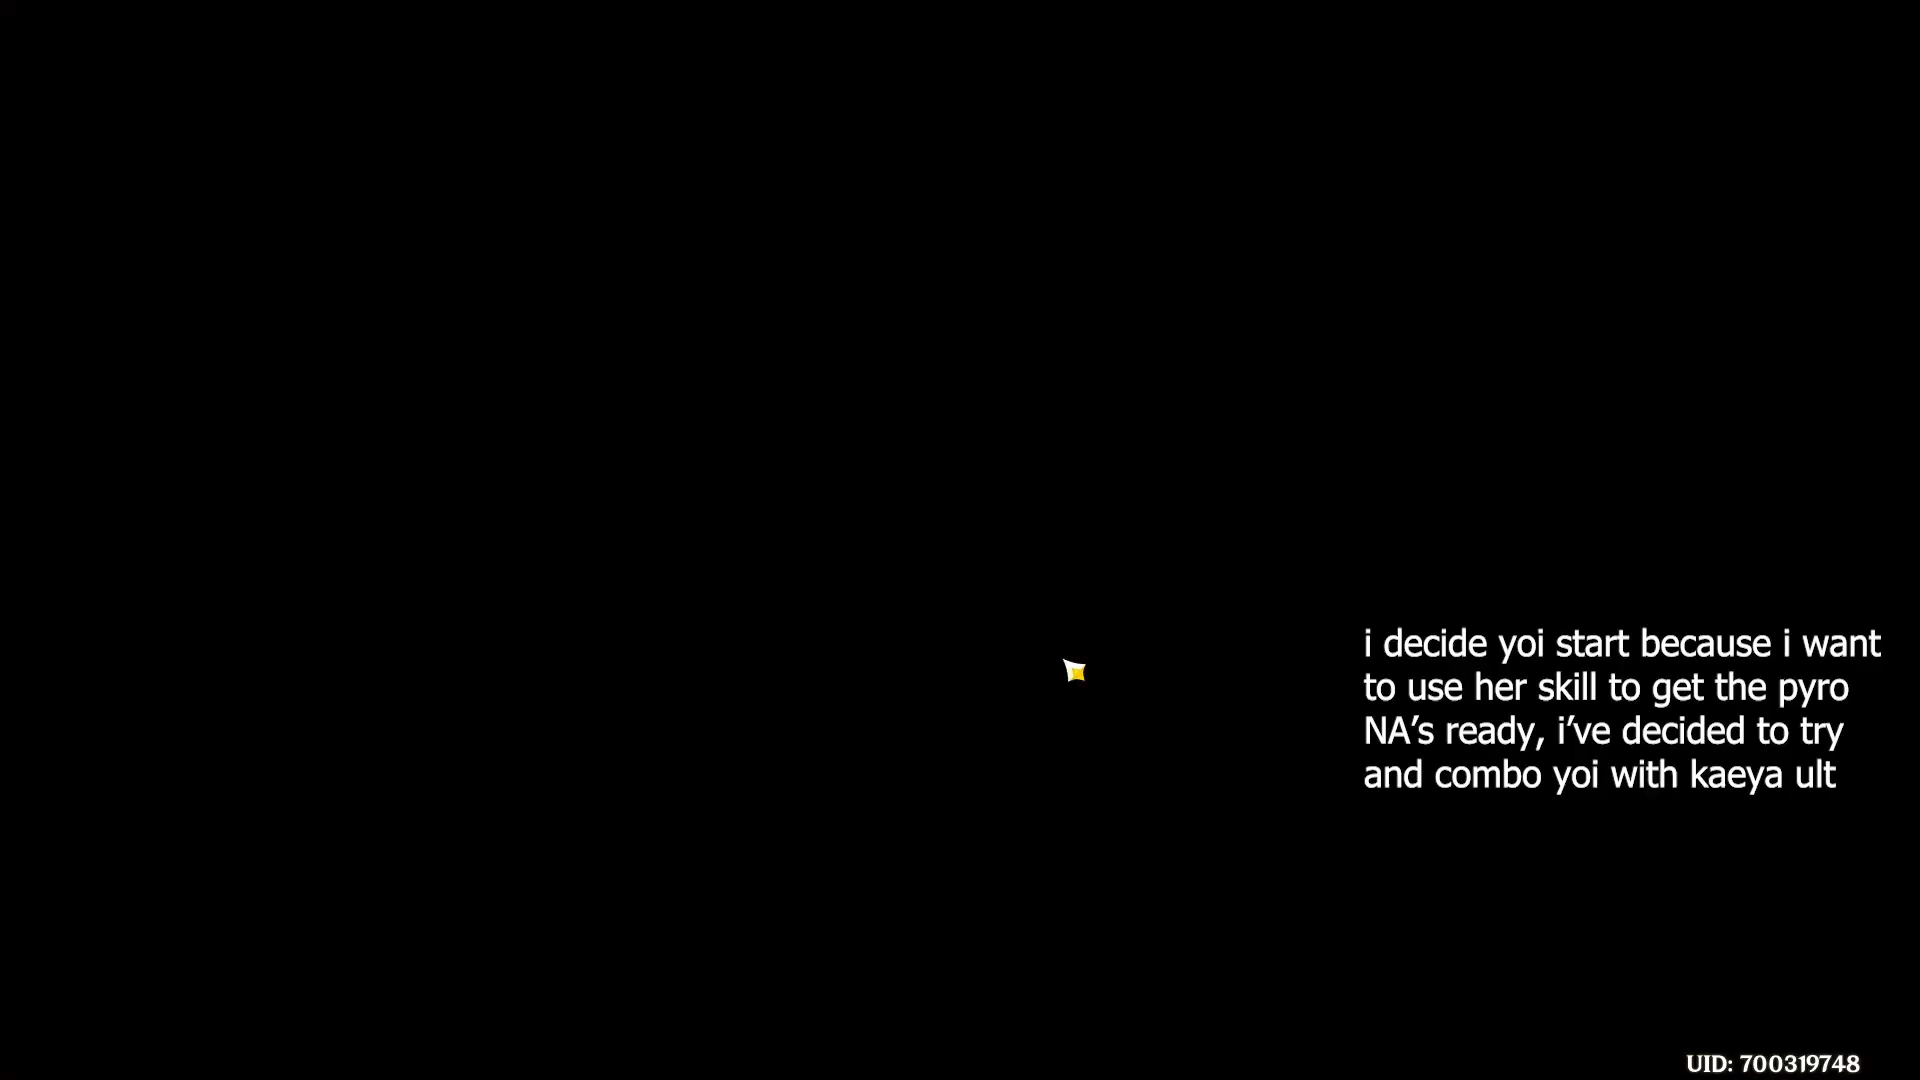 i decide yoi start because i want
to use her skill to get the pyro
NA’s ready, i’ve decided to try
and combo yoi with kaeya ult
UID: 700319748